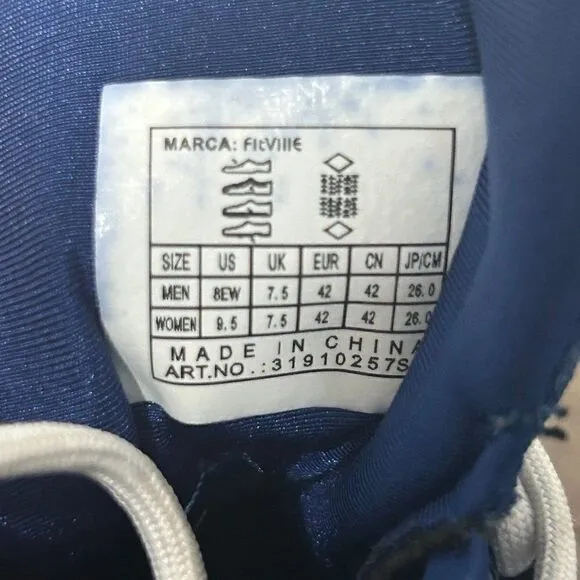 MARCA: FitVille
SIZE US UK EUR CN JP/CM
MEN 8EW 7.5 42 42 26.0
WOMEN 9.5 7.5 42 42 26.0
MADE IN CHINA
ART.NO.:31910257S